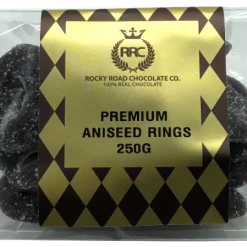 RRC
ROCKY ROAD CHOCOLATE CO.
100% REAL CHOCOLATE
PREMIUM
ANISEED RINGS
250G